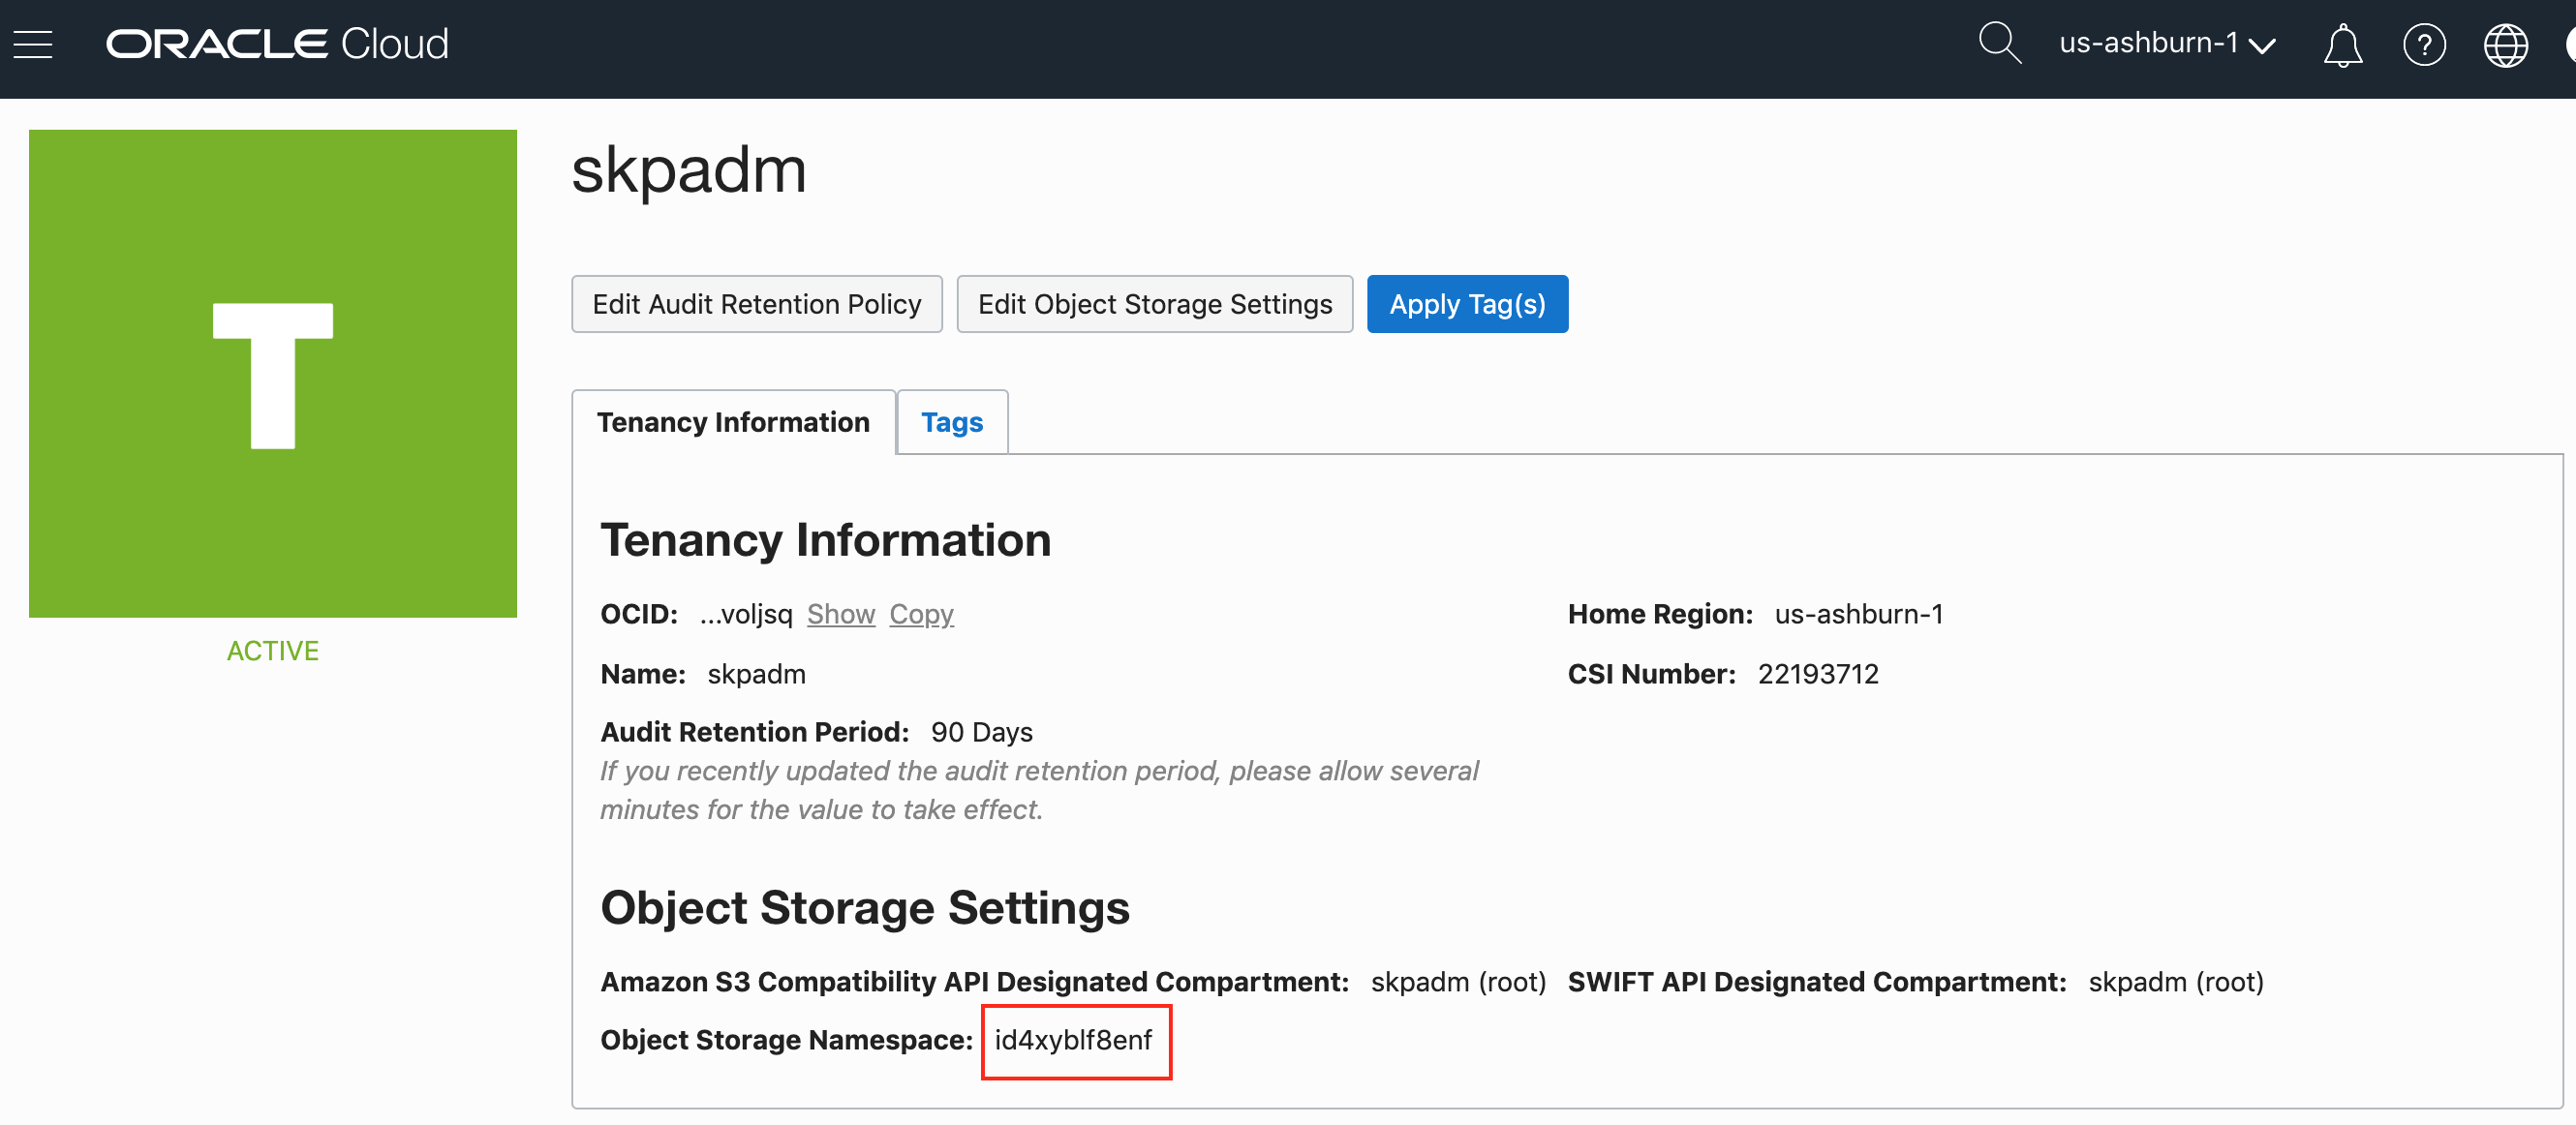 ORACLE Cloud
us-ashburn-1
?
T
ACTIVE
skpadm
Edit Audit Retention Policy Edit Object Storage Settings Apply Tag(s)
Tenancy Information Tags
Tenancy Information
OCID: ...voljsq Show Copy
Home Region: us-ashburn-1
Name: skpadm
CSI Number: 22193712
Audit Retention Period: 90 Days
If you recently updated the audit retention period, please allow several
minutes for the value to take effect.
Object Storage Settings
Amazon S3 Compatibility API Designated Compartment: skpadm (root)
SWIFT API Designated Compartment: skpadm (root)
Object Storage Namespace: id4xyblf8enf